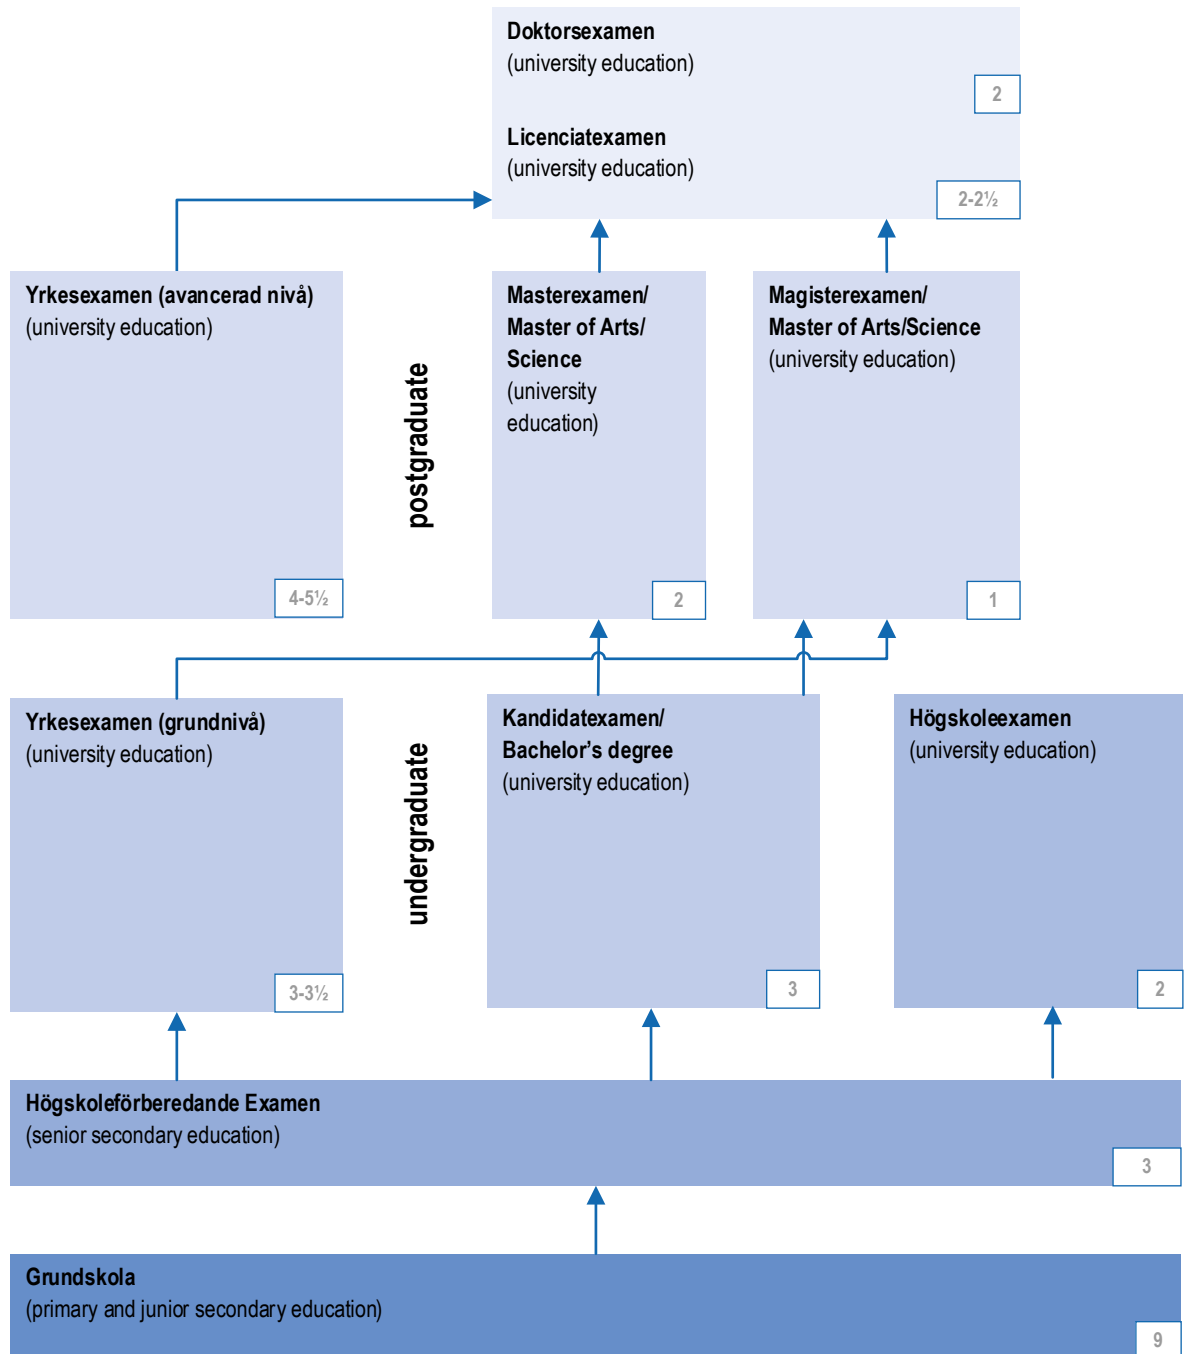 Doktorsexamen
(university education)
2
Licenciatexamen
(university education)
2-2½
Yrkesexamen (avancerad nivå)
(university education)
4-5½
postgraduate
Masterexamen/
Master of Arts/
Science
(university
education)
2
Magisterexamen/
Master of Arts/Science
(university education)
1
Yrkesexamen (grundnivå)
(university education)
3-3½
undergraduate
Kandidatexamen/
Bachelor’s degree
(university education)
3
Högskoleexamen
(university education)
2
Högskoleförberedande Examen
(senior secondary education)
3
Grundskola
(primary and junior secondary education)
9